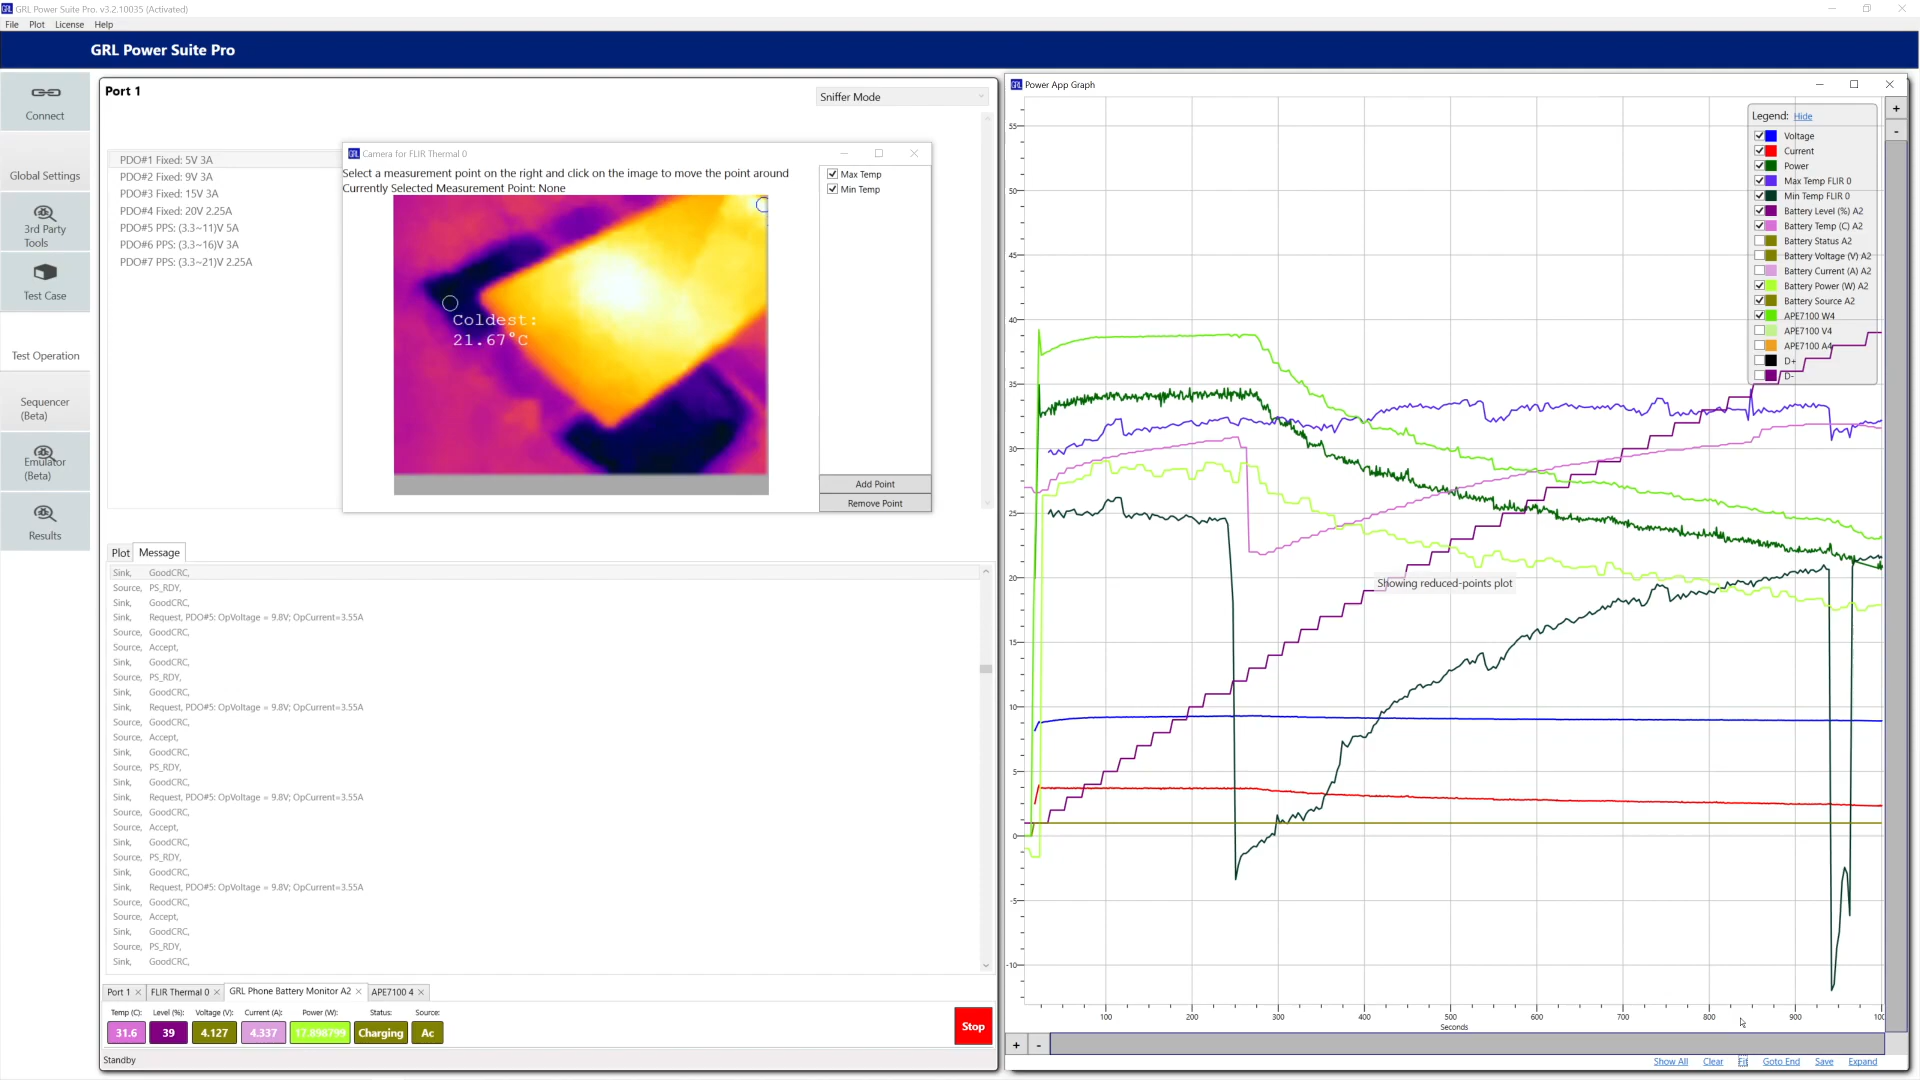 GRL Power Suite Pro. v3.2.10035 (Activated)
File Plot License Help
GRL Power Suite Pro
Connect
Global Settings
3rd Party
Tools
Test Case
Test Operation
Sequencer
(Beta)
Emulator
(Beta)
Results
Port 1
Sniffer Mode
PDO#1 Fixed: 5V 3A
PDO#2 Fixed: 9V 3A
PDO#3 Fixed: 15V 3A
PDO#4 Fixed: 20V 2.25A
PDO#5 PPS: (3.3~11)V 5A
PDO#6 PPS: (3.3~16)V 3A
PDO#7 PPS: (3.3~21)V 2.25A
GRL Camera for FLIR Thermal 0
Select a measurement point on the right and click on the image to move the point around
Currently Selected Measurement Point: None
Max Temp
Min Temp
Coldest:
21.67°C
Add Point
Remove Point
Plot Message
Sink, GoodCRC,
Source, PS_RDY,
Sink, GoodCRC,
Sink, Request, PDO#5: OpVoltage = 9.8V; OpCurrent=3.55A
Source, GoodCRC,
Source, Accept,
Sink, GoodCRC,
Source, PS_RDY,
Sink, GoodCRC,
Sink, Request, PDO#5: OpVoltage = 9.8V; OpCurrent=3.55A
Source, GoodCRC,
Source, Accept,
Sink, GoodCRC,
Source, PS_RDY,
Sink, GoodCRC,
Sink, Request, PDO#5: OpVoltage = 9.8V; OpCurrent=3.55A
Source, GoodCRC,
Source, Accept,
Sink, GoodCRC,
Source, PS_RDY,
Sink, GoodCRC,
Sink, Request, PDO#5: OpVoltage = 9.8V; OpCurrent=3.55A
Source, GoodCRC,
Source, Accept,
Sink, GoodCRC,
Source, PS_RDY,
Sink, GoodCRC,
Port 1 FLIR Thermal 0 GRL Phone Battery Monitor A2 APE7100 4
Temp (C): Level (%): Voltage (V): Current (A): Power (W): Status: Source:
31.6 39 4.127 4.337 17.898799 Charging Ac
Stop
Standby
GRL Power App Graph
Legend: Hide
Voltage
Current
Power
Max Temp FLIR 0
Min Temp FLIR 0
Battery Level (%) A2
Battery Temp (C) A2
Battery Status A2
Battery Voltage (V) A2
Battery Current (A) A2
Battery Power (W) A2
Battery Source A2
APE7100 W4
APE7100 V4
APE7100 A4
D+
D-
55
50
45
40
35
30
25
20
15
10
5
0
-5
-10
Showing reduced-points plot
100 200 300 400 500 600 700 800 900 100
Seconds
+ -
Show All Clear Fit Goto End Save Expand